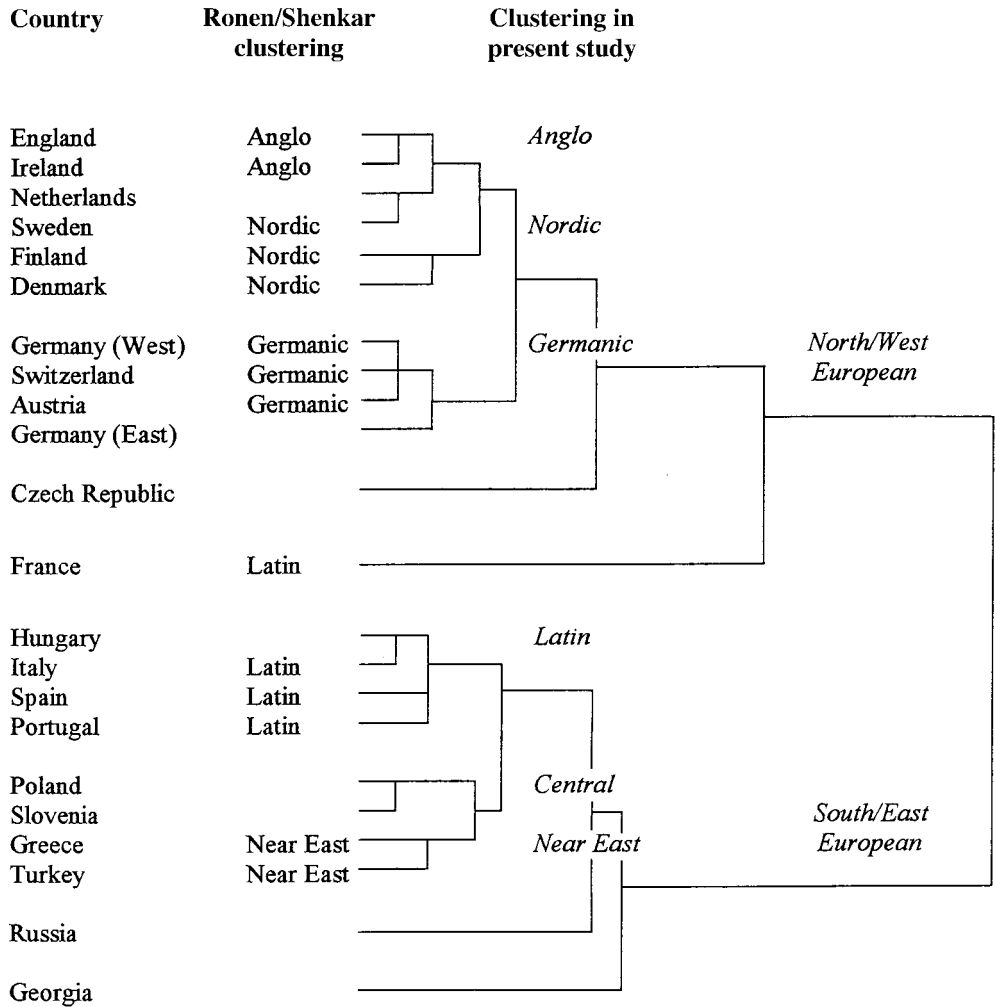 Country Ronen/Shenkar clustering Clustering in present study
England Anglo Anglo
Ireland Anglo
Netherlands
Sweden Nordic Nordic
Finland Nordic
Denmark Nordic
Germany (West) Germanic Germanic North/West European
Switzerland Germanic
Austria Germanic
Germany (East)
Czech Republic
France Latin
Hungary Latin
Italy Latin
Spain Latin
Portugal Latin
Poland Central
Slovenia South/East European
Greece Near East Near East
Turkey Near East
Russia
Georgia